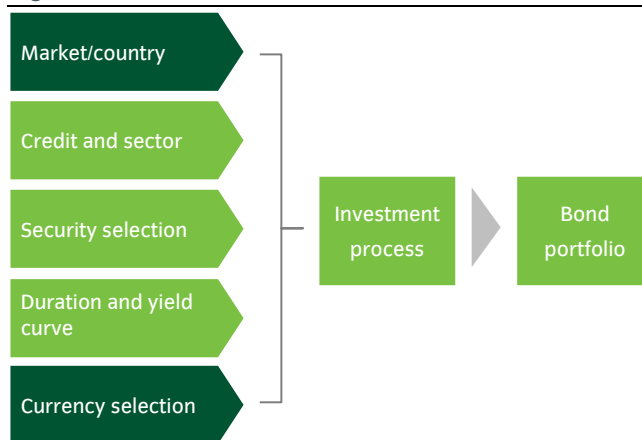 Market/country
Credit and sector
Security selection
Duration and yield
curve
Currency selection
Investment
process
Bond
portfolio